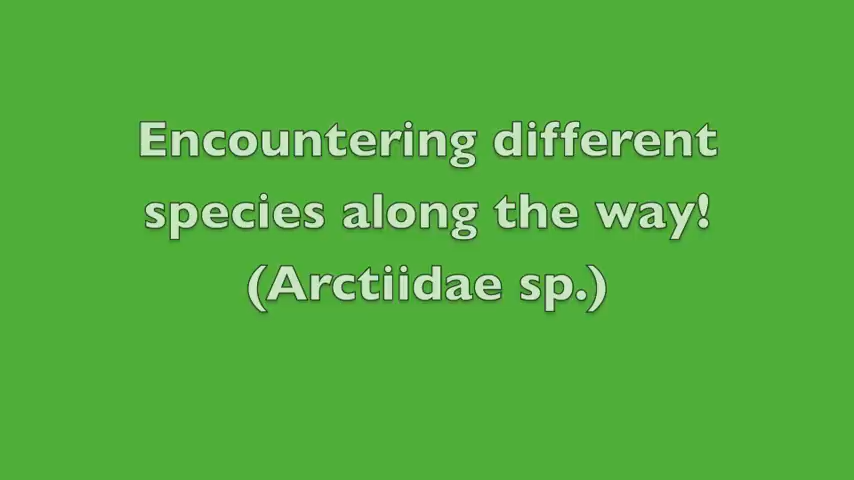 Encountering different
species along the way!
(Arctiidae sp.)